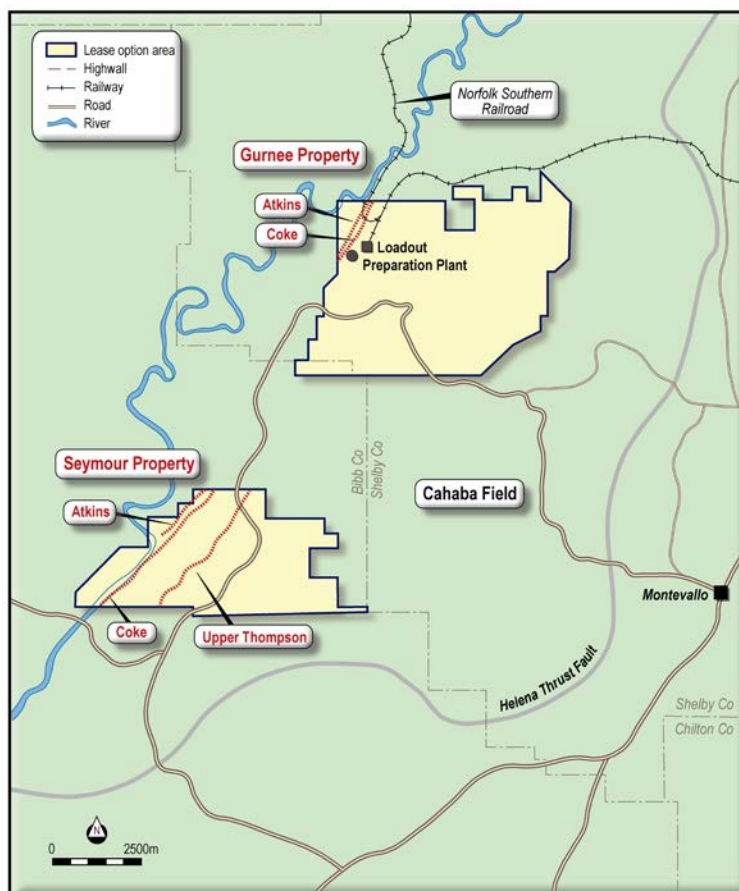 Lease option area
Highwall
Railway
Road
River
Norfolk Southern
Railroad
Gurnee Property
Atkins
Coke
Loadout
Preparation Plant
Bibb Co
Shelby Co
Seymour Property
Cahaba Field
Atkins
Montevallo
Coke
Upper Thompson
Helena Thrust Fault
Shelby Co
Chilton Co
N
0
2500m